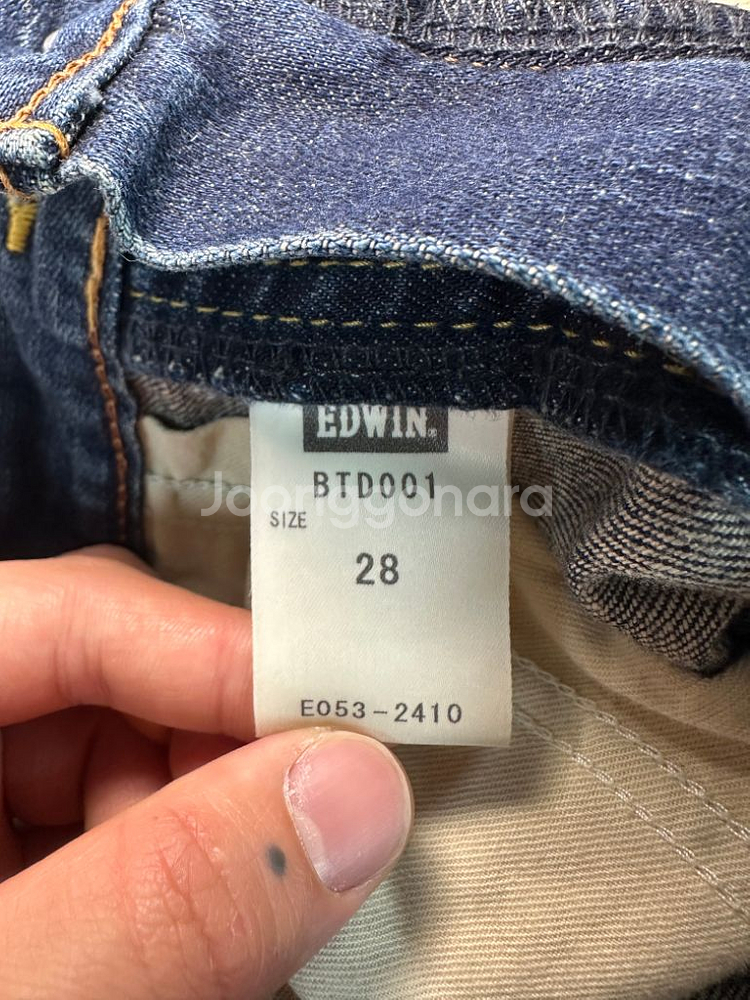 EDWIN.
BTD001
Joonggonara
SIZE
28
E053-2410